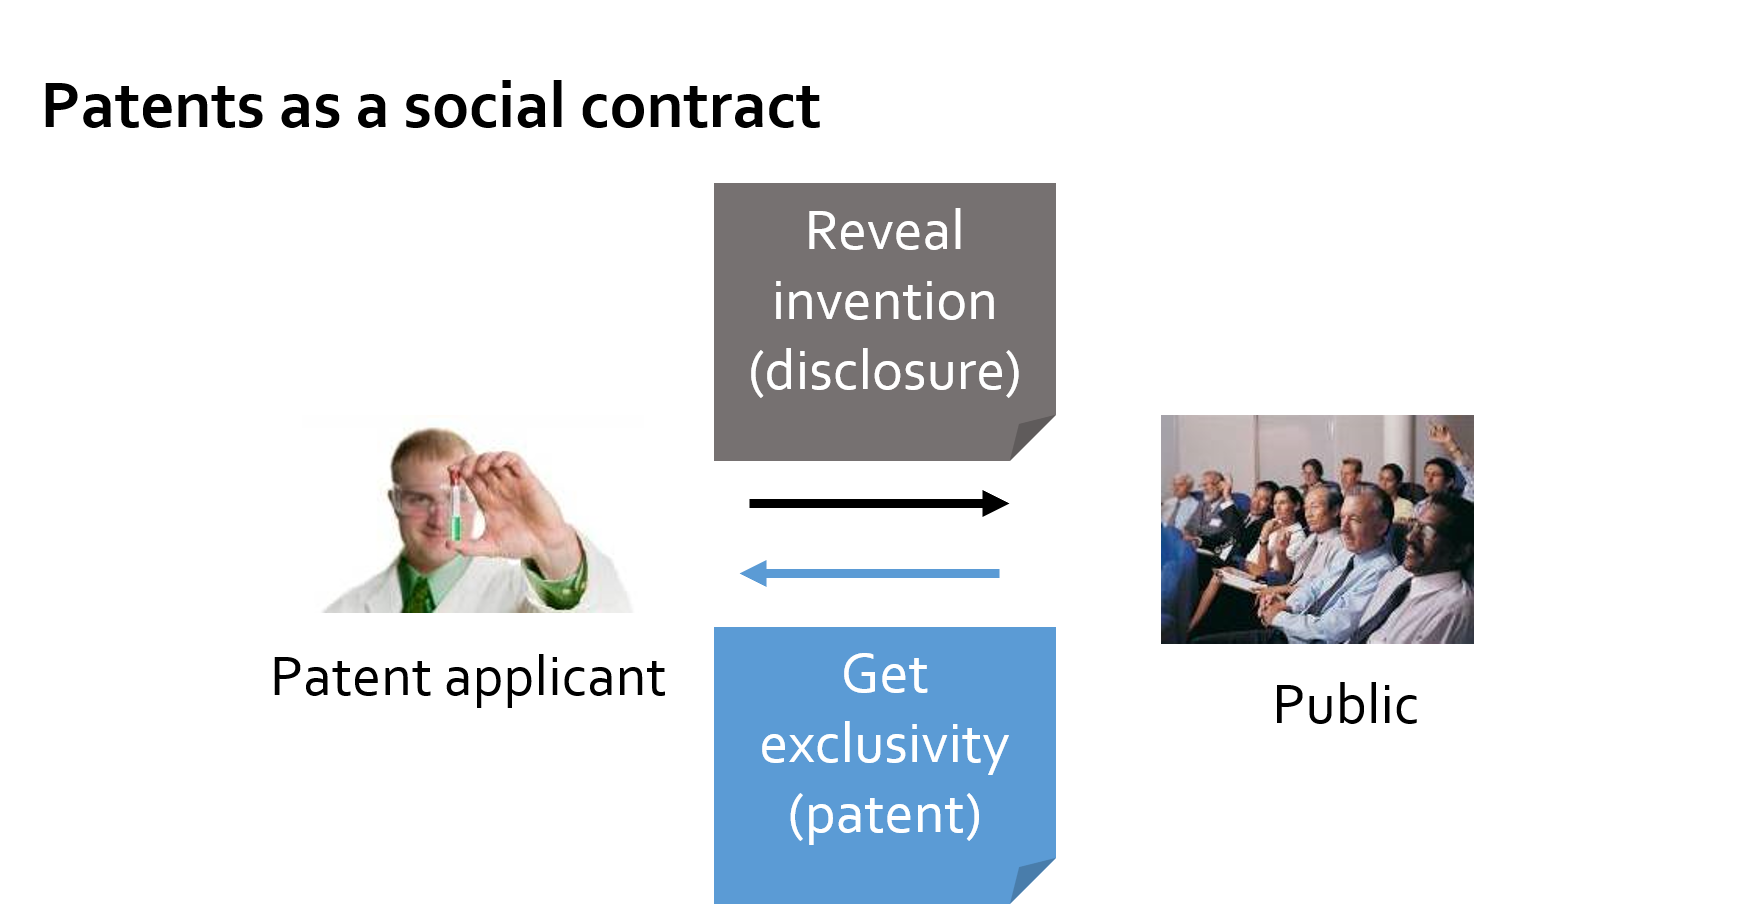 Patents as a social contract
Reveal
invention
(disclosure)
Patent applicant
Public
Get
exclusivity
(patent)